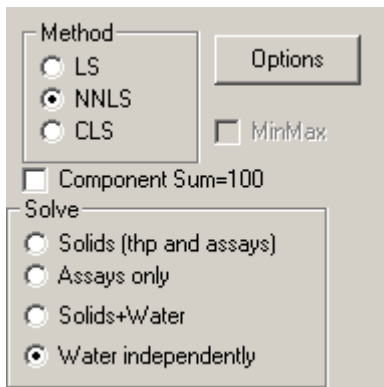 Method
LS
Options
NNLS
CLS
MinMax
Component Sum=100
Solve
Solids (thp and assays)
Assays only
Solids+Water
Water independently